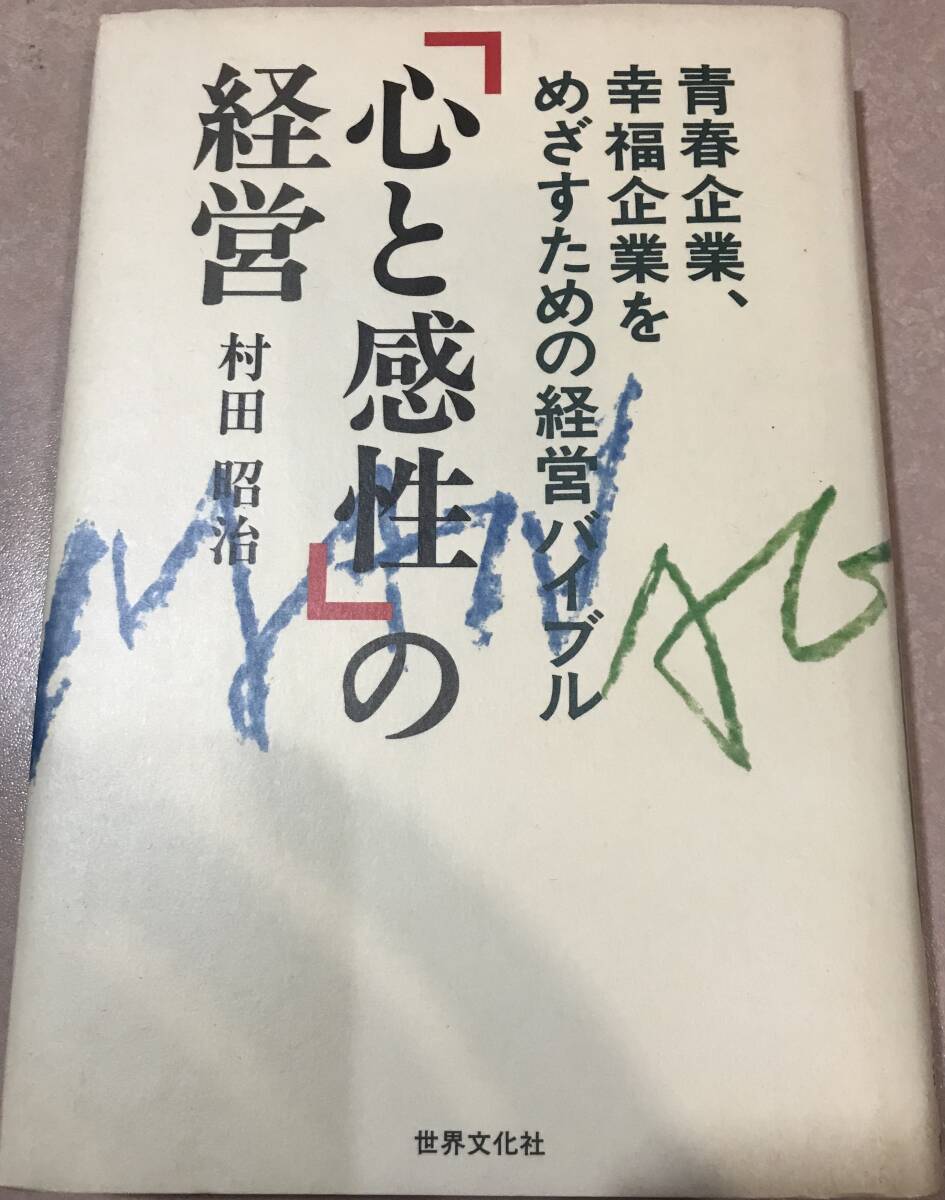 青春企業、
幸福企業を
めざすための経営バイブル
「心と感性」の
経営
村田 昭治
世界文化社